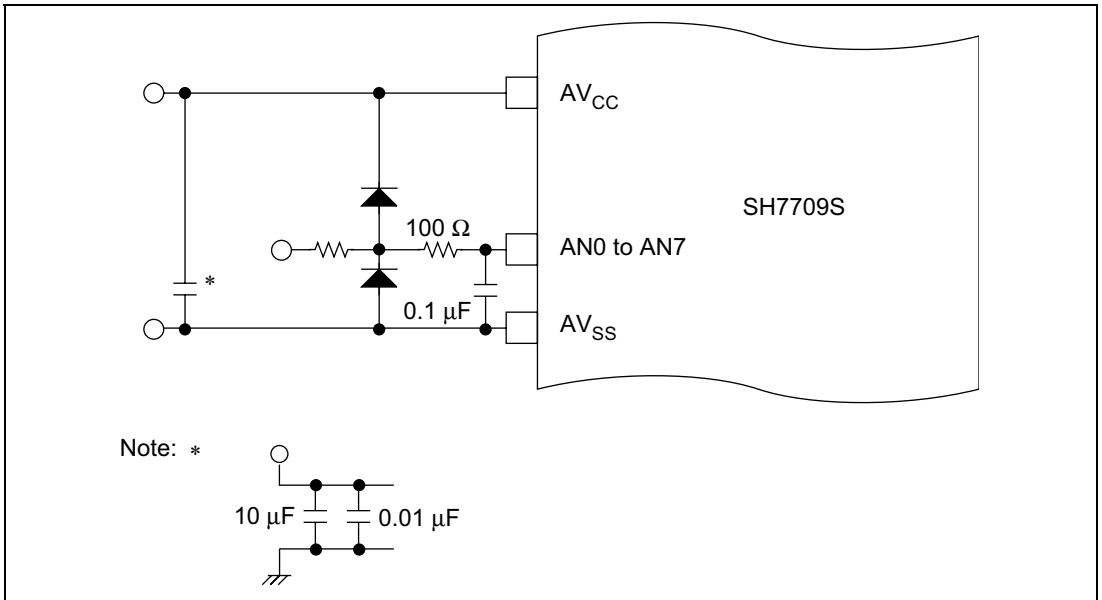 AVCC
SH7709S
100 Ω
AN0 to AN7
*
0.1 μF
AVSS
Note: *
10 μF 0.01 μF